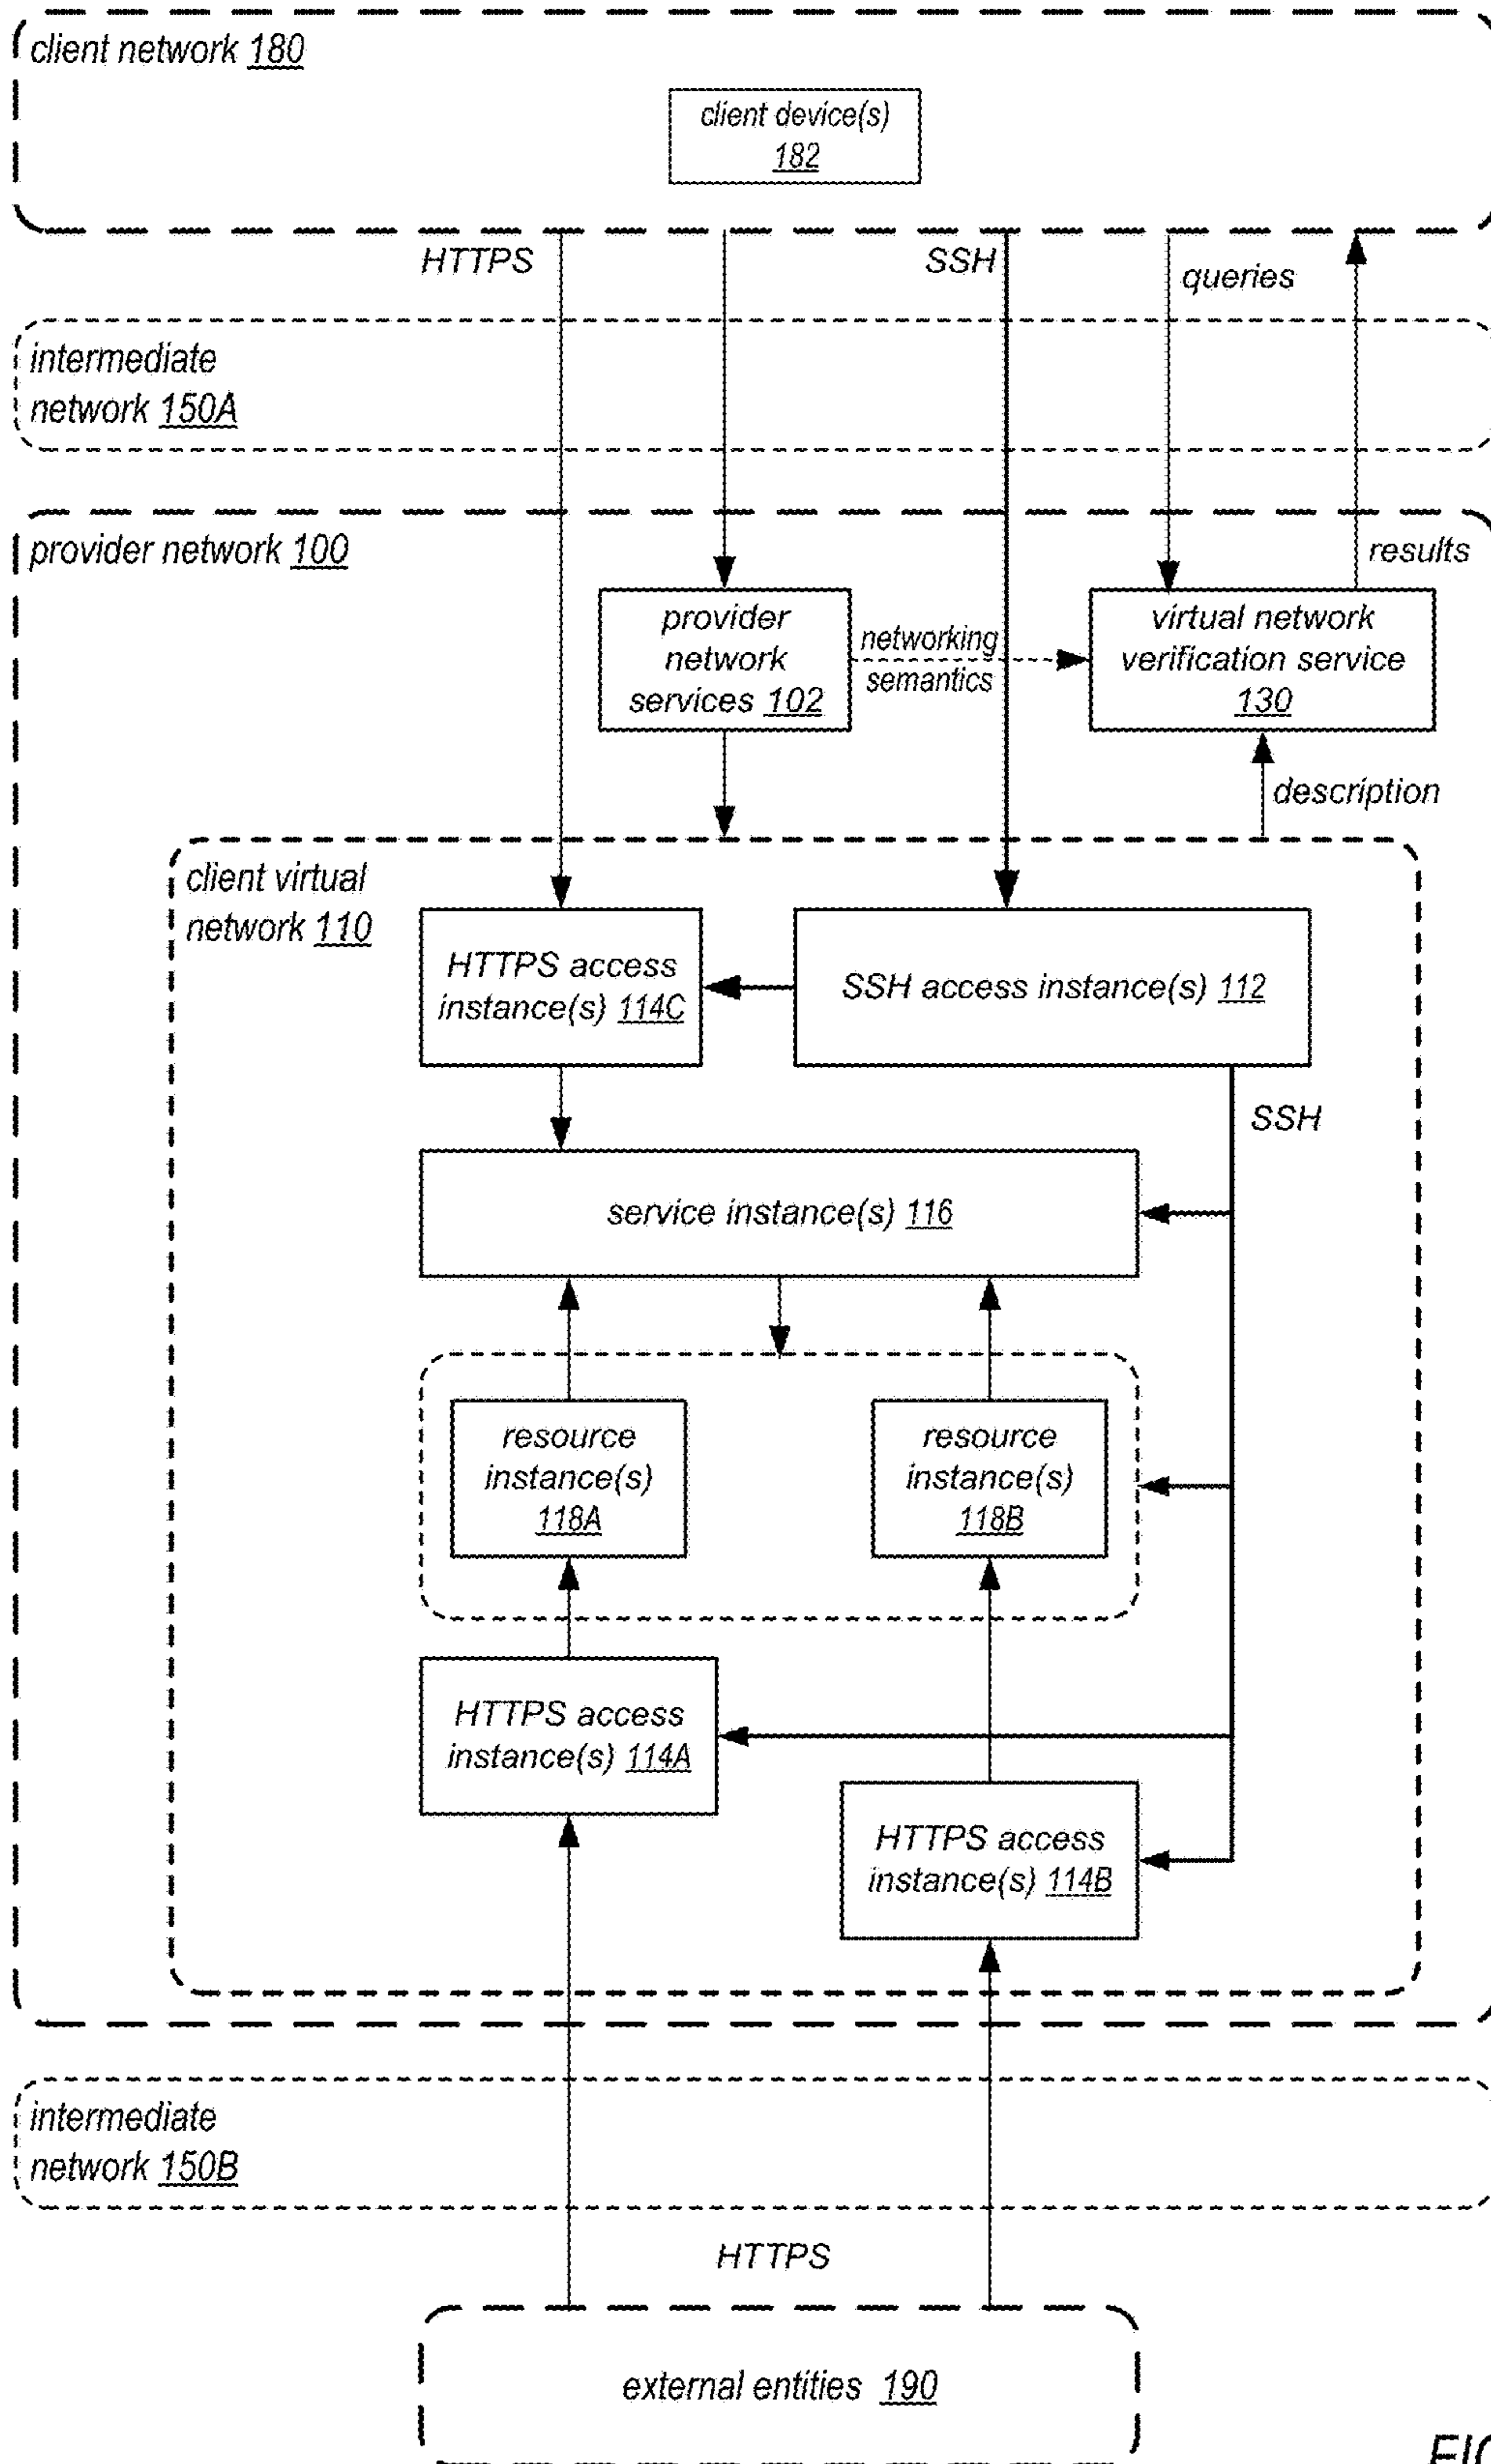 client network 180
client device(s)
182
HTTPS
SSH
queries
intermediate
network 150A
provider network 100
results
provider
network
services 102
networking
semantics
virtual network
verification service
130
description
client virtual
network 110
HTTPS access
instance(s) 114C
SSH access instance(s) 112
SSH
service instance(s) 116
resource
instance(s)
118A
resource
instance(s)
118B
HTTPS access
instance(s) 114A
HTTPS access
instance(s) 114B
intermediate
network 150B
HTTPS
external entities 190